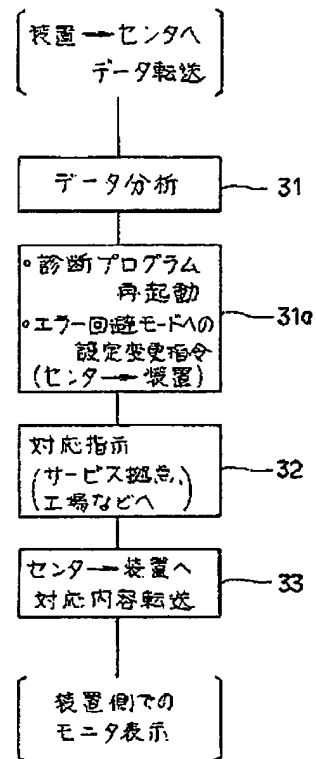 装置→センタへ
データ転送
データ分析
31
・診断プログラム
再起動
・エラー回避モードへの
設定変更指令
(センタ→装置)
31a
対応指示
(サービス拠点、
工場などへ)
32
センタ→装置へ
対応内容転送
33
装置側での
モニタ表示